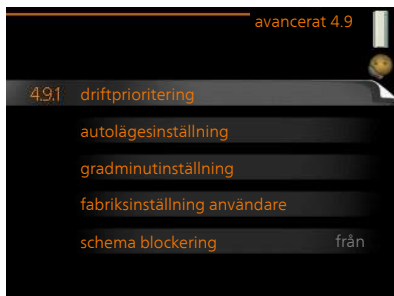 avancerat 4.9
4.9.1 driftprioritering
autolägesinställning
gradminutinställning
fabriksinställning användare
schema blockering från